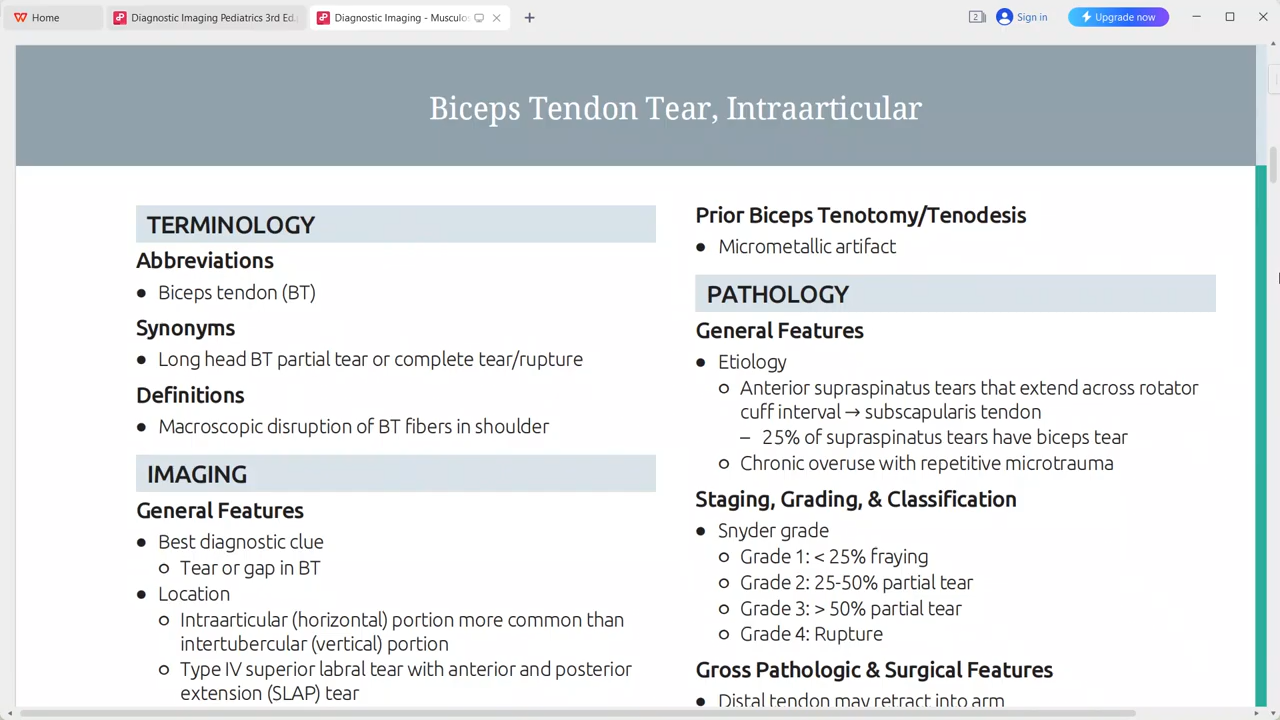 Home
Diagnostic Imaging Pediatrics 3rd Ed.
Diagnostic Imaging - Musculo
2
Sign in
Upgrade now
Biceps Tendon Tear, Intraarticular
TERMINOLOGY
Abbreviations
● Biceps tendon (BT)
Synonyms
● Long head BT partial tear or complete tear/rupture
Definitions
● Macroscopic disruption of BT fibers in shoulder
IMAGING
General Features
● Best diagnostic clue
○ Tear or gap in BT
● Location
○ Intraarticular (horizontal) portion more common than
intertubercular (vertical) portion
○ Type IV superior labral tear with anterior and posterior
extension (SLAP) tear
Prior Biceps Tenotomy/Tenodesis
● Micrometallic artifact
PATHOLOGY
General Features
● Etiology
○ Anterior supraspinatus tears that extend across rotator
cuff interval → subscapularis tendon
– 25% of supraspinatus tears have biceps tear
○ Chronic overuse with repetitive microtrauma
Staging, Grading, & Classification
● Snyder grade
○ Grade 1: < 25% fraying
○ Grade 2: 25-50% partial tear
○ Grade 3: > 50% partial tear
○ Grade 4: Rupture
Gross Pathologic & Surgical Features
● Distal tendon may retract into arm